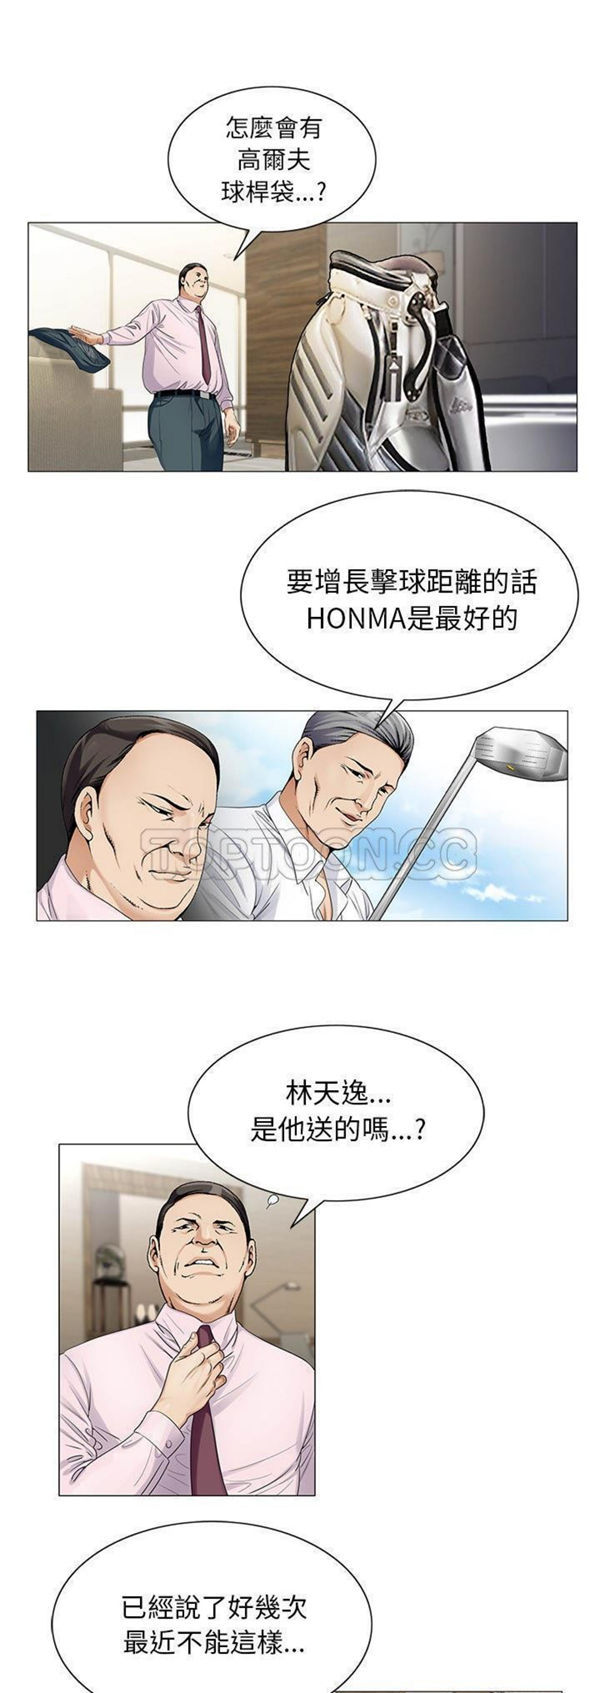 怎麼會有
高爾夫
球桿袋...?
要增長擊球距離的話
HONMA是最好的
TOPTOON.CC
林天逸...
是他送的嗎...?
已經說了好幾次
最近不能這樣...